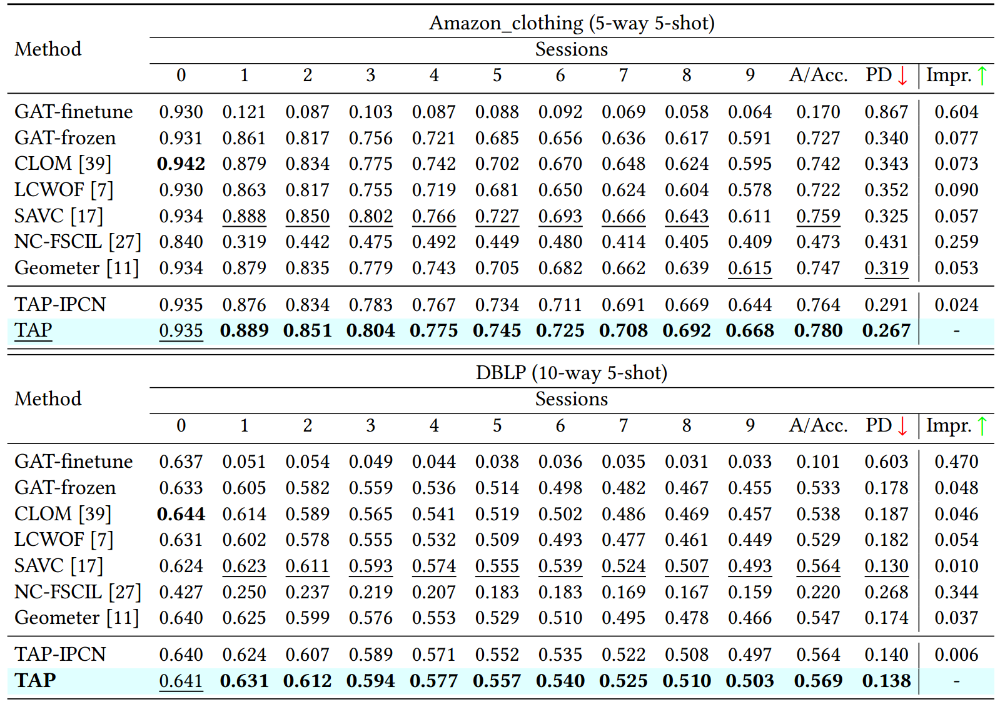 Amazon_clothing (5-way 5-shot)
Method
Sessions
0 1 2 3 4 5 6 7 8 9 A/Acc. PD ↓ Impr. ↑
GAT-finetune 0.930 0.121 0.087 0.103 0.087 0.088 0.092 0.069 0.058 0.064 0.170 0.867 0.604
GAT-frozen 0.931 0.861 0.817 0.756 0.721 0.685 0.656 0.636 0.617 0.591 0.727 0.340 0.077
CLOM [39] 0.942 0.879 0.834 0.775 0.742 0.702 0.670 0.648 0.624 0.595 0.742 0.343 0.073
LCWOF [7] 0.930 0.863 0.817 0.755 0.719 0.681 0.650 0.624 0.604 0.578 0.722 0.352 0.090
SAVC [17] 0.934 0.888 0.850 0.802 0.766 0.727 0.693 0.666 0.643 0.611 0.759 0.325 0.057
NC-FSCIL [27] 0.840 0.319 0.442 0.475 0.492 0.449 0.480 0.414 0.405 0.409 0.473 0.431 0.259
Geometer [11] 0.934 0.879 0.835 0.779 0.743 0.705 0.682 0.662 0.639 0.615 0.747 0.319 0.053
TAP-IPCN 0.935 0.876 0.834 0.783 0.767 0.734 0.711 0.691 0.669 0.644 0.764 0.291 0.024
TAP 0.935 0.889 0.851 0.804 0.775 0.745 0.725 0.708 0.692 0.668 0.780 0.267 -
DBLP (10-way 5-shot)
Method
Sessions
0 1 2 3 4 5 6 7 8 9 A/Acc. PD ↓ Impr. ↑
GAT-finetune 0.637 0.051 0.054 0.049 0.044 0.038 0.036 0.035 0.031 0.033 0.101 0.603 0.470
GAT-frozen 0.633 0.605 0.582 0.559 0.536 0.514 0.498 0.482 0.467 0.455 0.533 0.178 0.048
CLOM [39] 0.644 0.614 0.589 0.565 0.541 0.519 0.502 0.486 0.469 0.457 0.538 0.187 0.046
LCWOF [7] 0.631 0.602 0.578 0.555 0.532 0.509 0.493 0.477 0.461 0.449 0.529 0.182 0.054
SAVC [17] 0.624 0.623 0.611 0.593 0.574 0.555 0.539 0.524 0.507 0.493 0.564 0.130 0.010
NC-FSCIL [27] 0.427 0.250 0.237 0.219 0.207 0.183 0.183 0.169 0.167 0.159 0.220 0.268 0.344
Geometer [11] 0.640 0.625 0.599 0.576 0.553 0.529 0.510 0.495 0.478 0.466 0.547 0.174 0.037
TAP-IPCN 0.640 0.624 0.607 0.589 0.571 0.552 0.535 0.522 0.508 0.497 0.564 0.140 0.006
TAP 0.641 0.631 0.612 0.594 0.577 0.557 0.540 0.525 0.510 0.503 0.569 0.138 -